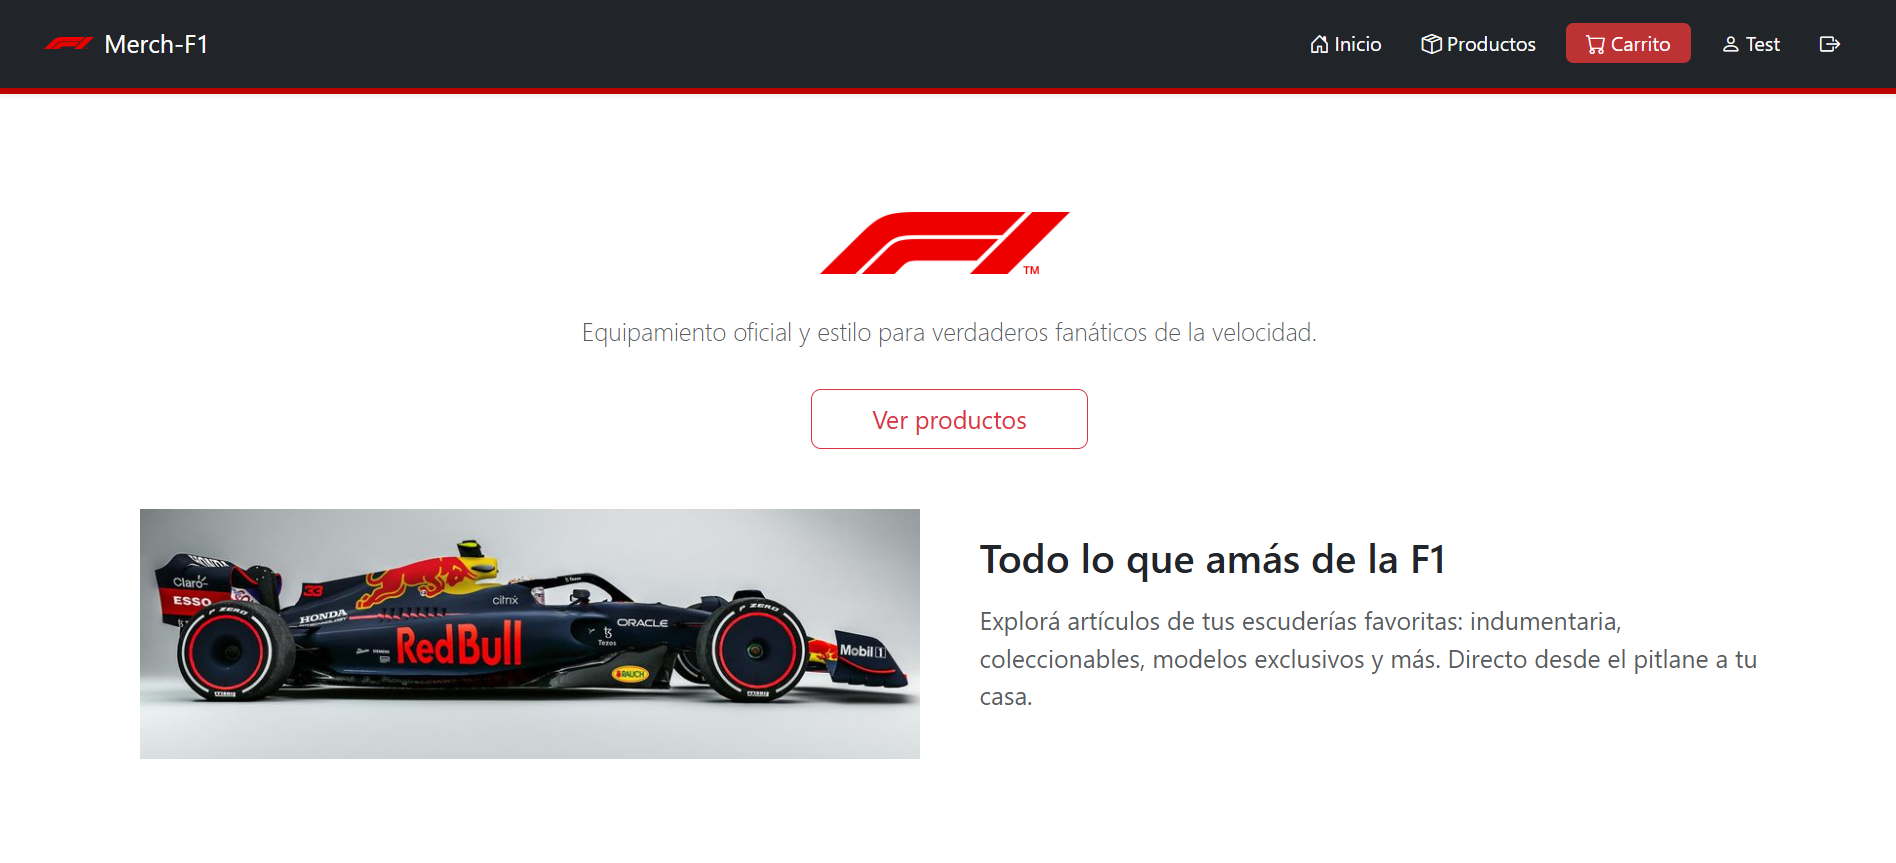 Merch-F1
Inicio
Productos
Carrito
Test
F1
TM
Equipamiento oficial y estilo para verdaderos fanáticos de la velocidad.
Ver productos
Claro
ESSO
33
HONDA
Red Bull
citrix
ORACLE
Tezos
RAUCH
Mobil 1
P ZERO
P ZERO
Todo lo que amás de la F1
Explorá artículos de tus escuderías favoritas: indumentaria,
coleccionables, modelos exclusivos y más. Directo desde el pitlane a tu
casa.